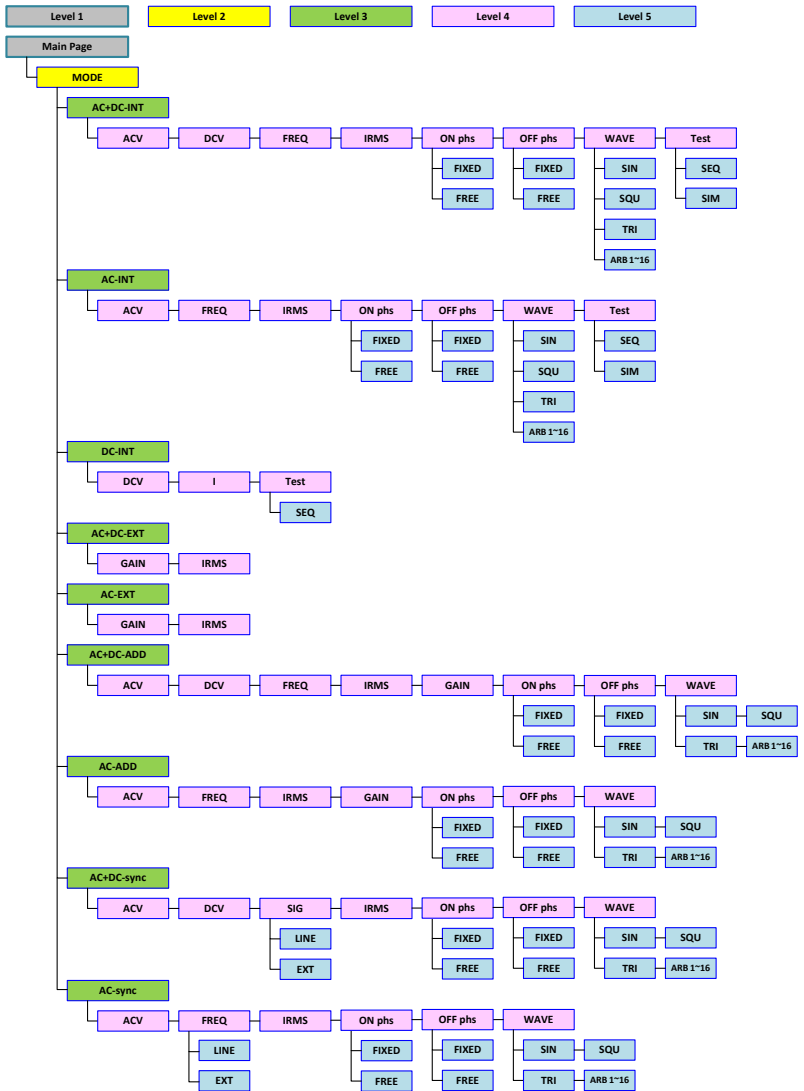 Level 1 Level 2 Level 3 Level 4 Level 5
Main Page
MODE
AC+DC-INT
ACV DCV FREQ IRMS ON phs OFF phs WAVE Test
FIXED FIXED SIN SEQ
FREE FREE SQU SIM
TRI
ARB 1~16
AC-INT
ACV FREQ IRMS ON phs OFF phs WAVE Test
FIXED FIXED SIN SEQ
FREE FREE SQU SIM
TRI
ARB 1~16
DC-INT
DCV I Test
SEQ
AC+DC-EXT
GAIN IRMS
AC-EXT
GAIN IRMS
AC+DC-ADD
ACV DCV FREQ IRMS GAIN ON phs OFF phs WAVE
FIXED FIXED SIN SQU
FREE FREE TRI ARB 1~16
AC-ADD
ACV FREQ IRMS GAIN ON phs OFF phs WAVE
FIXED FIXED SIN SQU
FREE FREE TRI ARB 1~16
AC+DC-sync
ACV DCV SIG IRMS ON phs OFF phs WAVE
LINE FIXED FIXED SIN SQU
EXT FREE FREE TRI ARB 1~16
AC-sync
ACV FREQ IRMS ON phs OFF phs WAVE
LINE FIXED FIXED SIN SQU
EXT FREE FREE TRI ARB 1~16